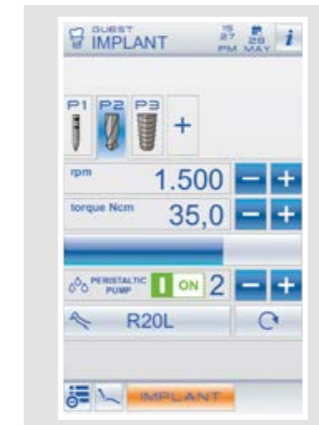 GUEST
IMPLANT
15 27 PM
28 MAY
i
P1 P2 P3 +
rpm 1.500 - +
torque Ncm 35,0 - +
PERISTALTIC PUMP I ON 2 - +
R20L
IMPLANT